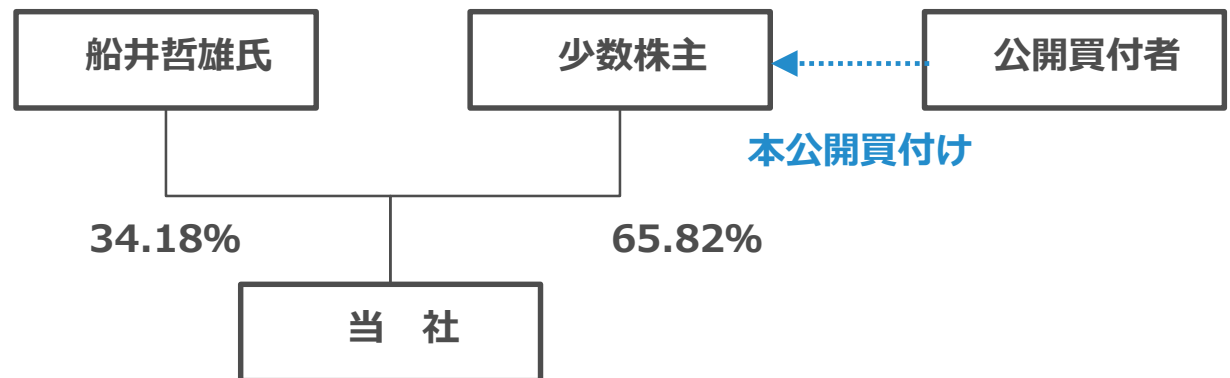 船井哲雄氏
少数株主
公開買付者
本公開買付け
34.18%
65.82%
当　社